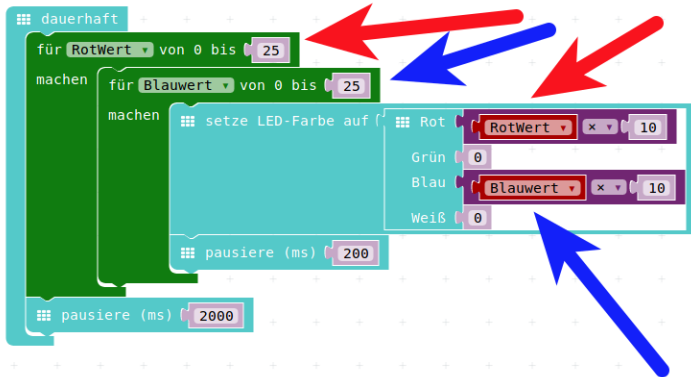 dauerhaft
für RotWert von 0 bis 25
machen für Blauwert von 0 bis 25
machen setze LED-Farbe auf Rot RotWert × 10
Grün 0
Blau Blauwert × 10
Weiß 0
pausiere (ms) 200
pausiere (ms) 2000